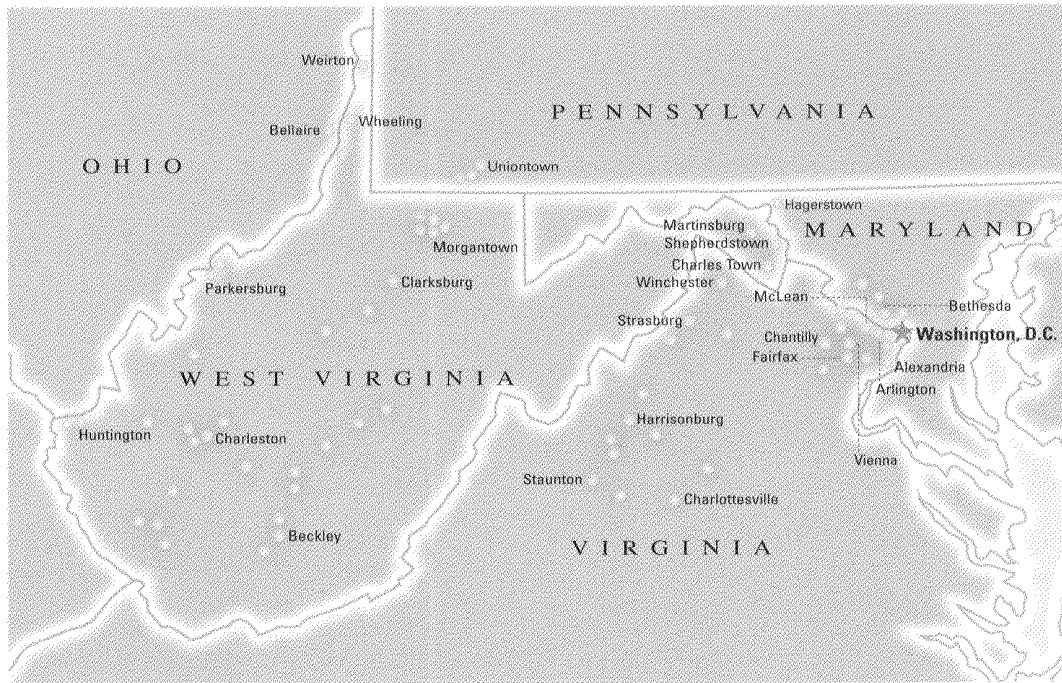 Weirton
PENNSYLVANIA
Wheeling
Bellaire
OHIO
Uniontown
Hagerstown
Martinsburg
MARYLAND
Shepherdstown
Morgantown
Charles Town
Clarksburg
Winchester
Parkersburg
McLean
Bethesda
Strasburg
Washington, D.C.
Chantilly
Fairfax
Alexandria
WEST VIRGINIA
Arlington
Harrisonburg
Huntington
Charleston
Vienna
Staunton
Charlottesville
Beckley
VIRGINIA